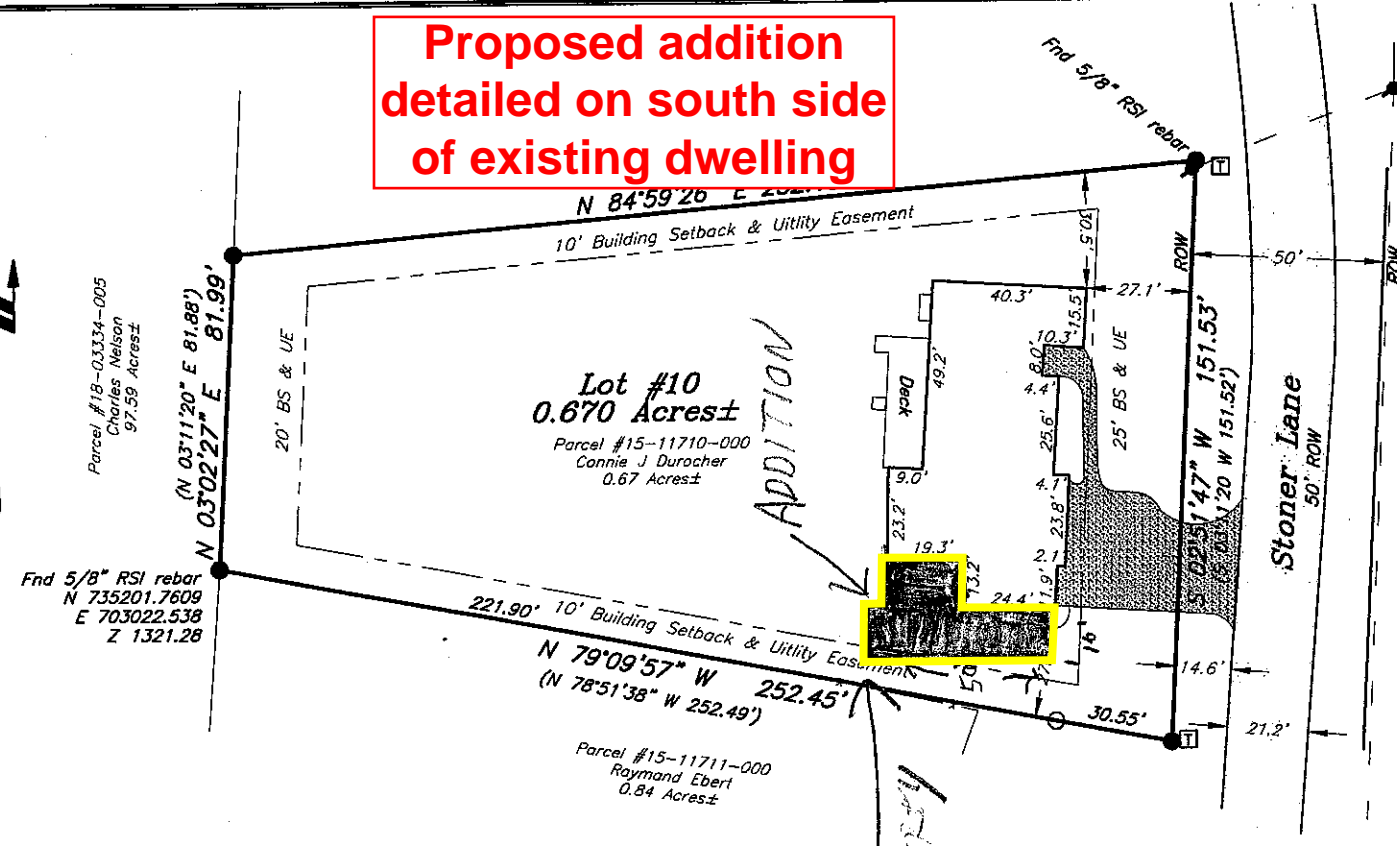 Proposed addition
detailed on south side
of existing dwelling
Fnd 5/8" RSI rebar
N 84°59'26" E
10' Building Setback & Uitlity Easement
30.5'
ROW
50'
ROW
Parcel #18-03334-005
Charles Nelson
97.59 Acres±
(N 03°11'20" E 81.88')
N 03°02'27" E 81.99'
20' BS & UE
40.3'
15.5'
27.1'
10.3'
8.0'
4.4'
49.2'
Deck
25.6'
25' BS & UE
Lot #10
0.670 Acres±
Parcel #15-11710-000
Connie J Durocher
0.67 Acres±
ADDITION
9.0'
23.2'
4.1'
23.8'
2.1'
19.3'
13.2'
24.4'
S 02°51'47" W 151.53'
W 151.52')
Stoner Lane
50' ROW
Fnd 5/8" RSI rebar
N 735201.7609
E 703022.538
Z 1321.28
221.90'
10' Building Setback & Uitlity Easement
N 79°09'57" W 252.45'
(N 78°51'38" W 252.49')
16
14.6'
30.55'
21.2'
Parcel #15-11711-000
Raymond Ebert
0.84 Acres±